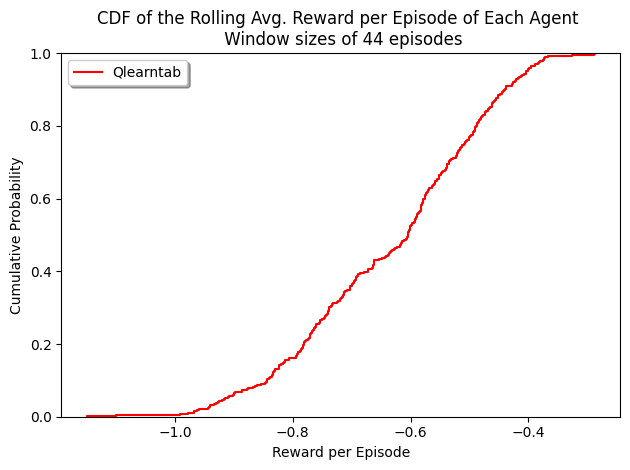 CDF of the Rolling Avg. Reward per Episode of Each Agent
Window sizes of 44 episodes
Qlearntab
1.0
0.8
0.6
0.4
0.2
0.0
Cumulative Probability
−1.0
−0.8
−0.6
−0.4
Reward per Episode